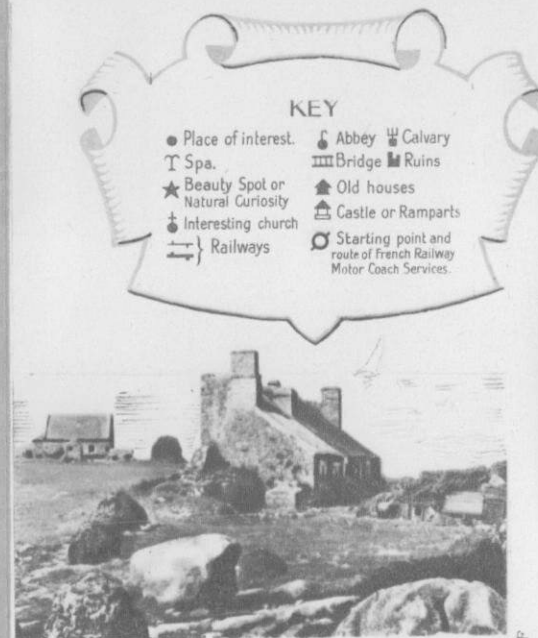 KEY
Place of interest.
Spa.
Beauty Spot or
Natural Curiosity
Interesting church
Railways
Abbey Calvary
Bridge Ruins
Old houses
Castle or Ramparts
Starting point and
route of French Railway
Motor Coach Services.